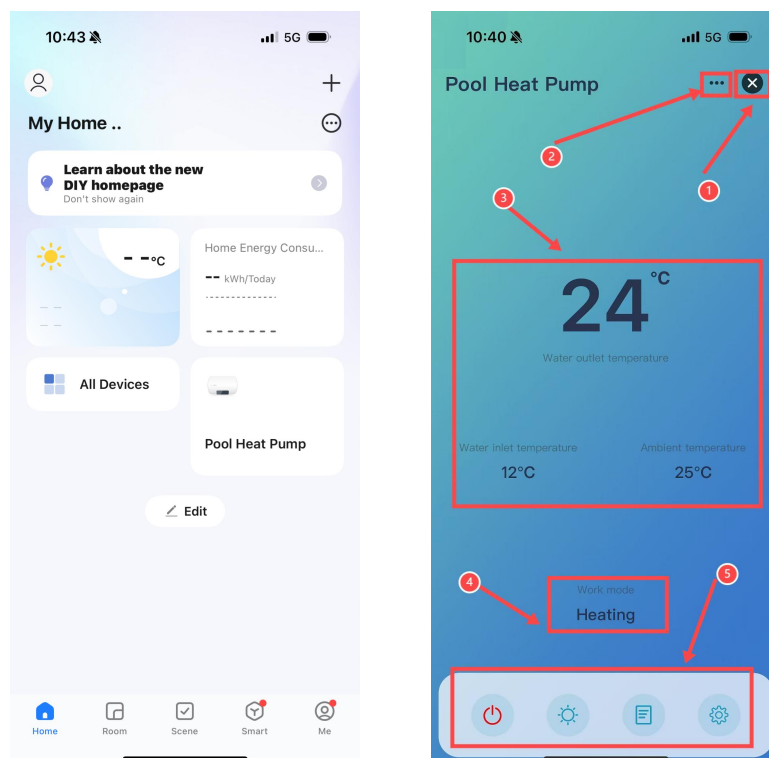 10:43
5G
My Home ..
Learn about the new
DIY homepage
Don't show again
- -°C
Home Energy Consu...
-- kWh/Today
- - - - - - -
- -
- -
All Devices
Pool Heat Pump
Edit
Home
Room
Scene
Smart
Me
10:40
5G
Pool Heat Pump
2
1
3
24°C
Water outlet temperature
Water inlet temperature
Ambient temperature
12°C
25°C
4
5
Work mode
Heating